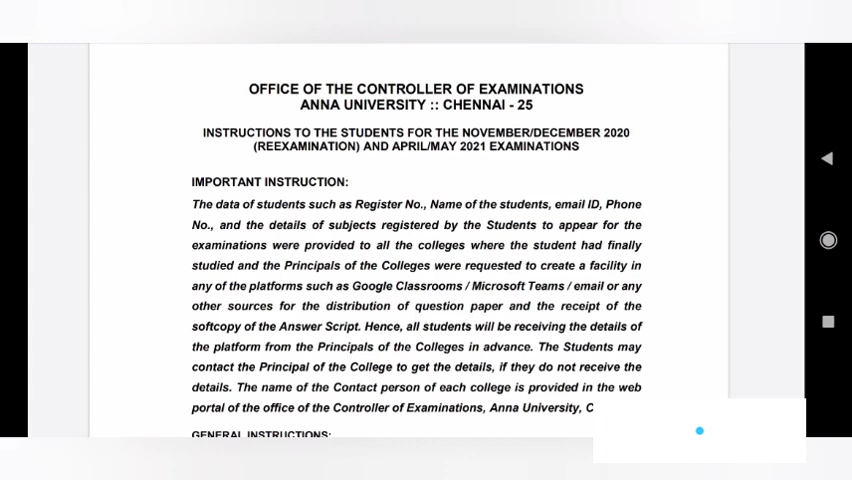 OFFICE OF THE CONTROLLER OF EXAMINATIONS
ANNA UNIVERSITY :: CHENNAI - 25
INSTRUCTIONS TO THE STUDENTS FOR THE NOVEMBER/DECEMBER 2020
(REEXAMINATION) AND APRIL/MAY 2021 EXAMINATIONS
IMPORTANT INSTRUCTION:
The data of students such as Register No., Name of the students, email ID, Phone
No., and the details of subjects registered by the Students to appear for the
examinations were provided to all the colleges where the student had finally
studied and the Principals of the Colleges were requested to create a facility in
any of the platforms such as Google Classrooms / Microsoft Teams / email or any
other sources for the distribution of question paper and the receipt of the
softcopy of the Answer Script. Hence, all students will be receiving the details of
the platform from the Principals of the Colleges in advance. The Students may
contact the Principal of the College to get the details, if they do not receive the
details. The name of the Contact person of each college is provided in the web
portal of the office of the Controller of Examinations, Anna University, C
GENERAL INSTRUCTIONS: